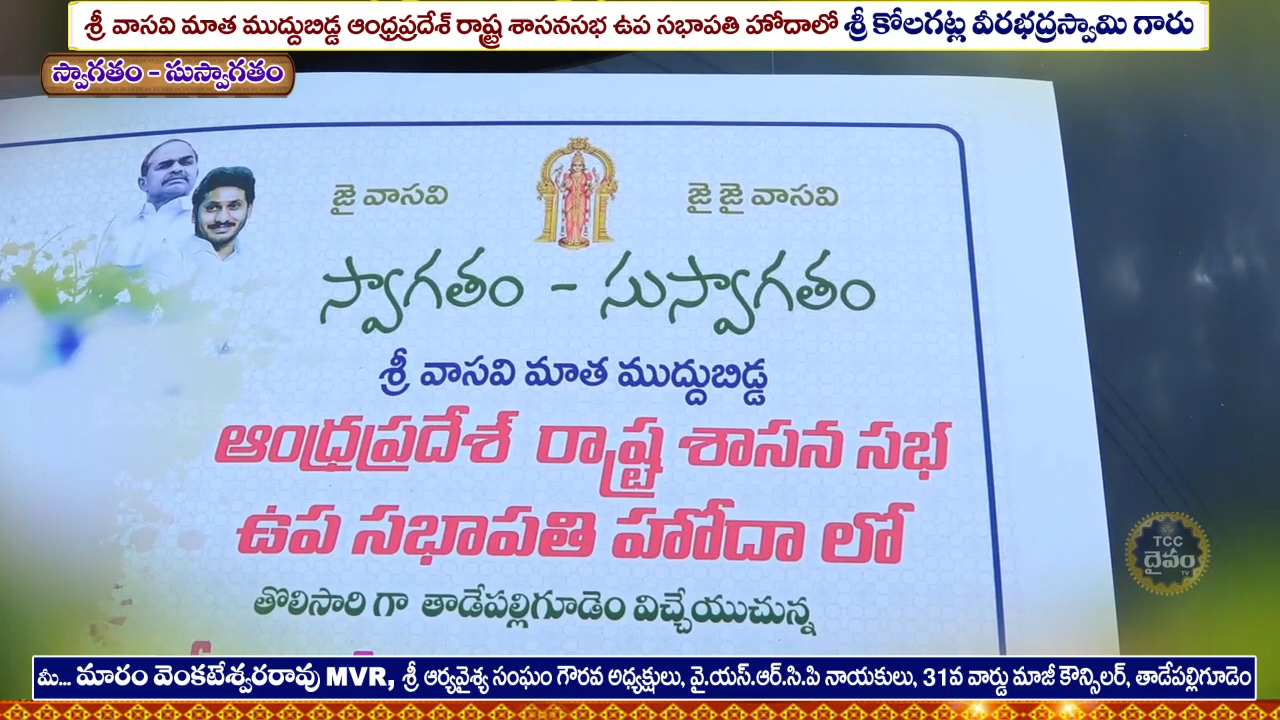 శ్రీ వాసవి మాత ముద్దుబిడ్డ ఆంధ్రప్రదేశ్ రాష్ట్ర శాసనసభ ఉప సభాపతి హోదాలో శ్రీ కోలగట్ల వీరభద్రస్వామి గారు
స్వాగతం - సుస్వాగతం
జై వాసవి
జై జై వాసవి
స్వాగతం - సుస్వాగతం
శ్రీ వాసవి మాత ముద్దుబిడ్డ
ఆంధ్రప్రదేశ్ రాష్ట్ర శాసన సభ
ఉప సభాపతి హోదా లో
తొలిసారి గా తాడేపల్లిగూడెం విచ్చేయుచున్న
TCC
దైవం
TV
మీ... మారం వెంకటేశ్వరరావు MVR, శ్రీ ఆర్యవైశ్య సంఘం గౌరవ అధ్యక్షులు, వై.యస్.ఆర్.సి.పి నాయకులు, 31వ వార్డు మాజీ కౌన్సిలర్, తాడేపల్లిగూడెం